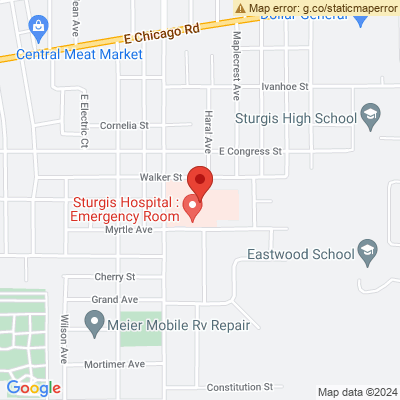 Map error: g.co/staticmaperror
Dollar General
E Chicago Rd
Central Meat Market
Maplecrest Ave
Ivanhoe St
E Electric Ct
Haral Ave
Cornelia St
Sturgis High School
E Congress St
Walker St
Sturgis Hospital :
Emergency Room
Myrtle Ave
Eastwood School
Cherry St
Grand Ave
Meier Mobile Rv Repair
Wilson Ave
Mortimer Ave
Google
Constitution St
Map data ©2024